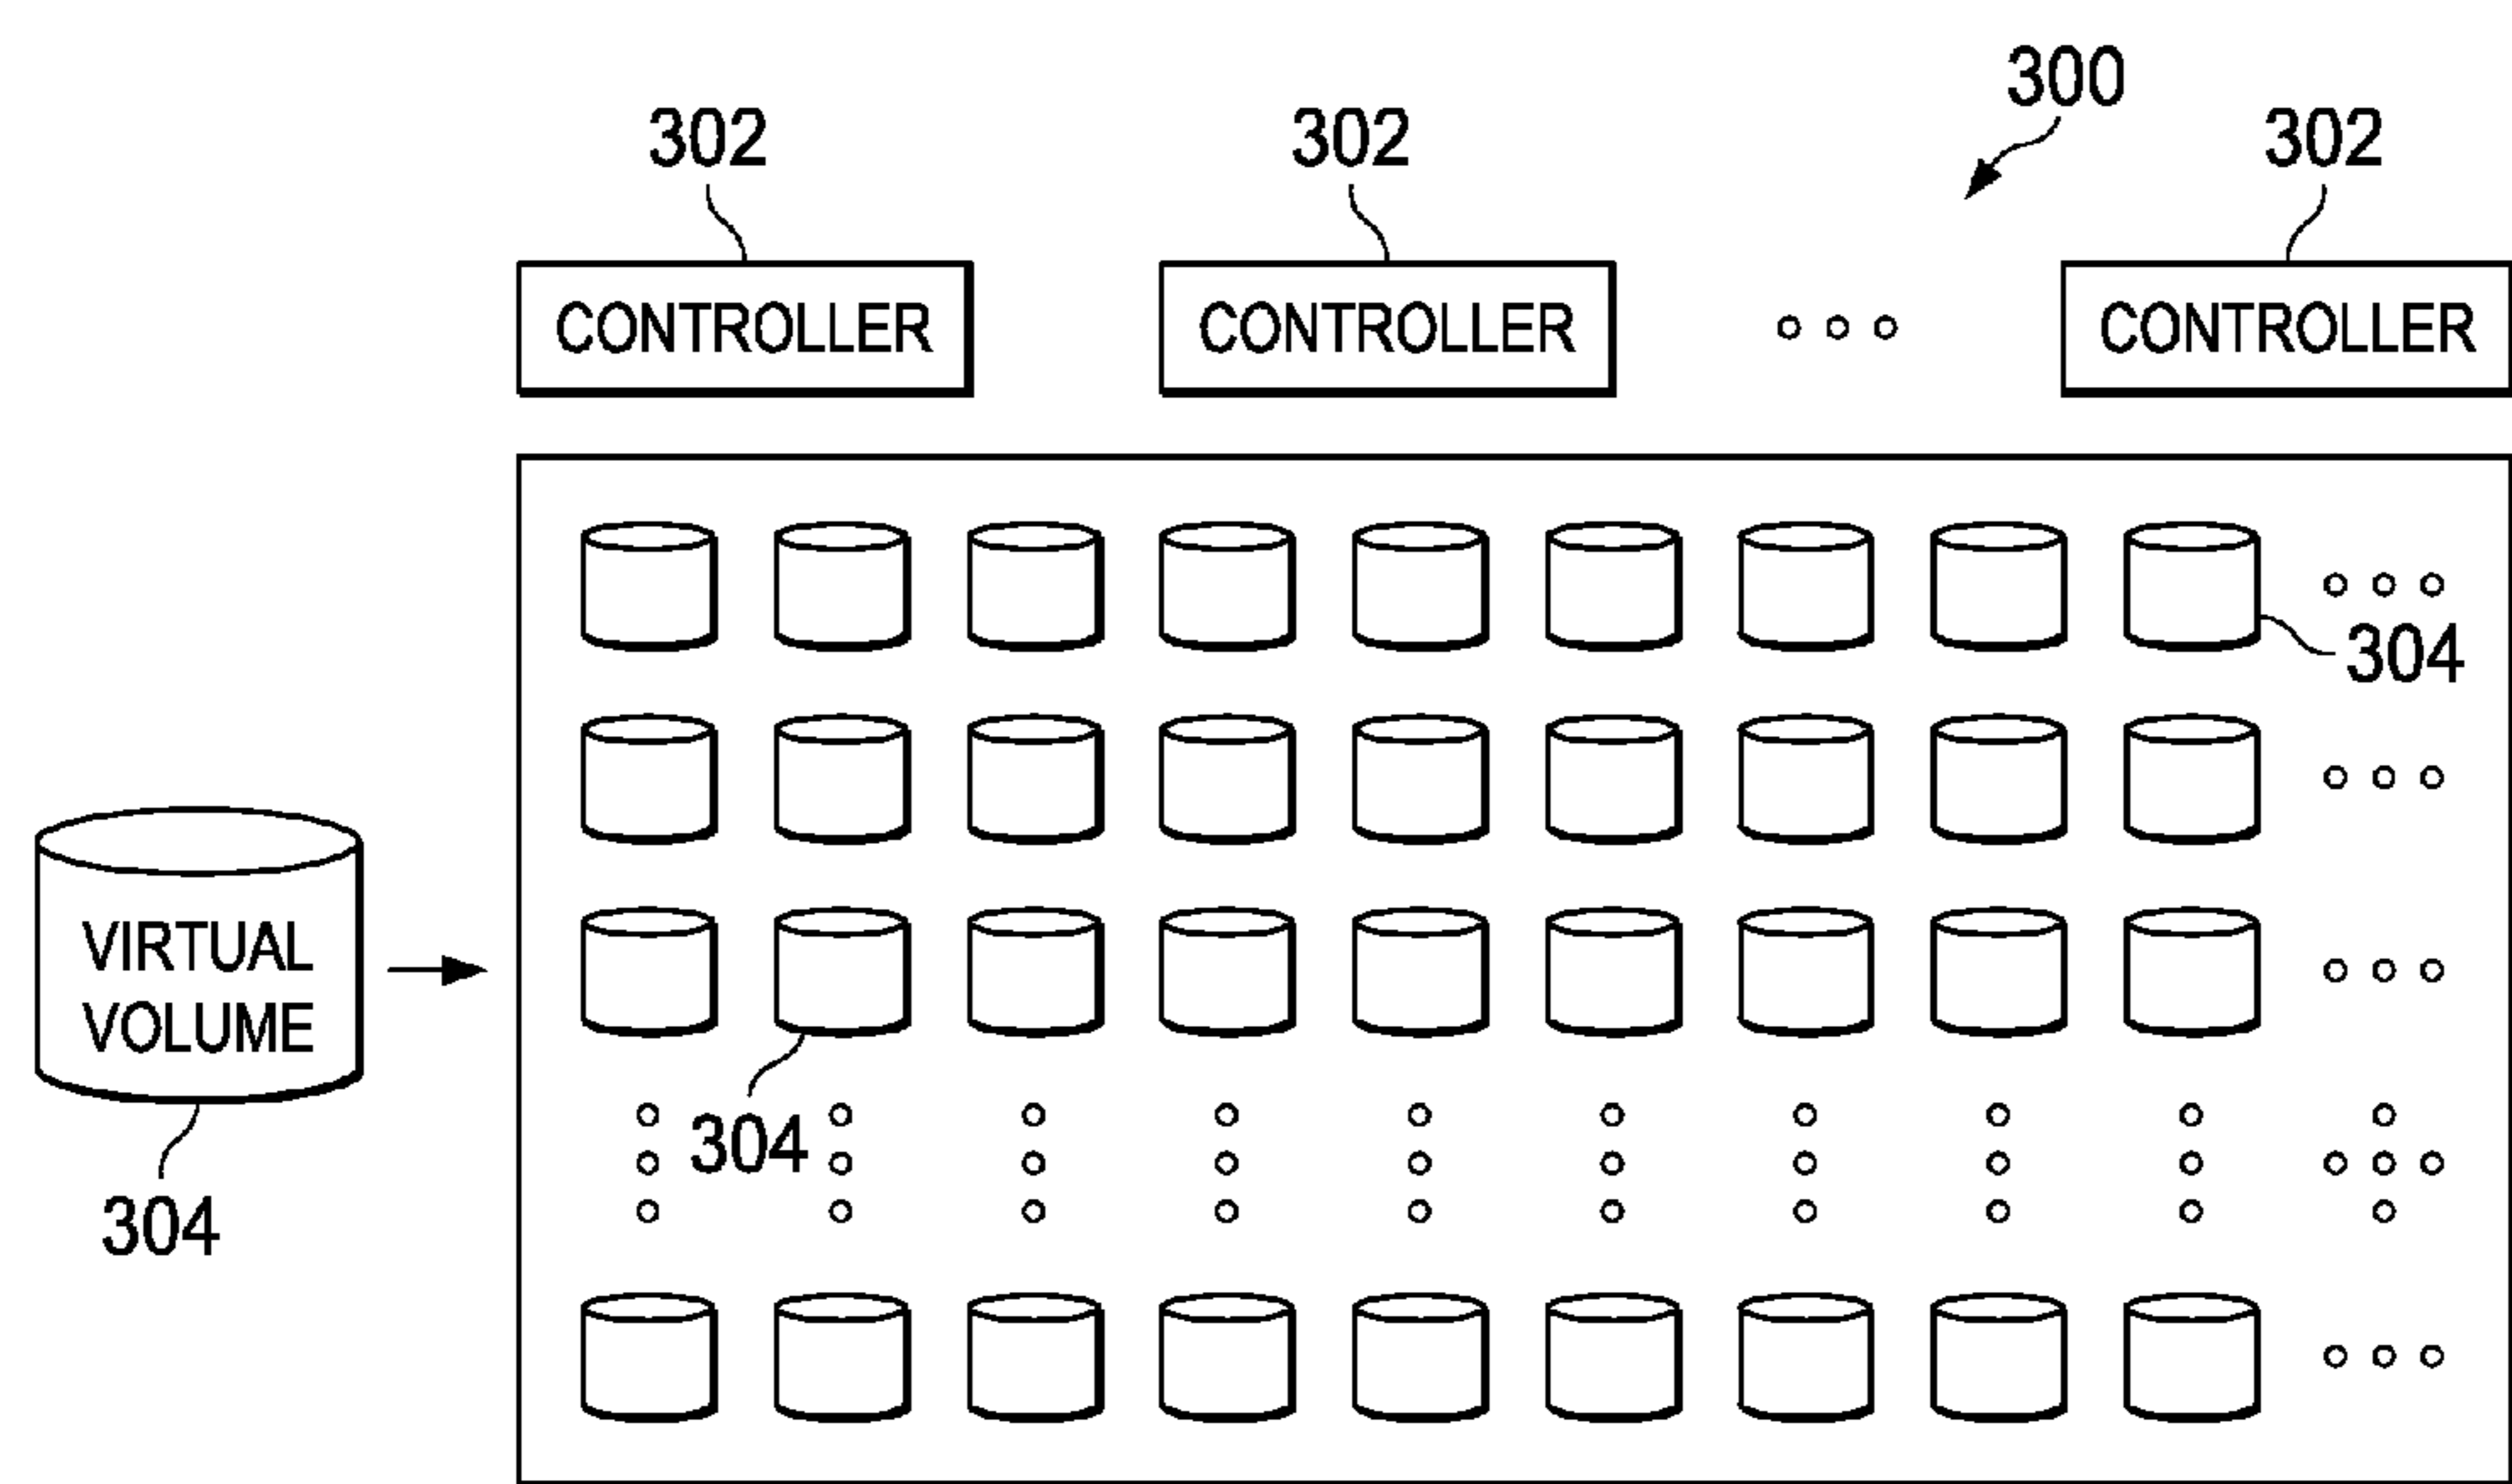 300
302 302 302
CONTROLLER CONTROLLER CONTROLLER
304
VIRTUAL
VOLUME
304
304